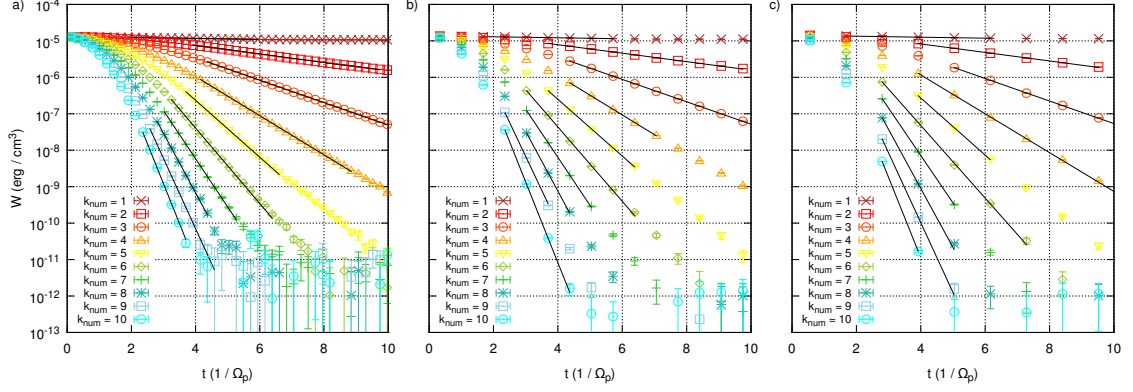 a)
b)
c)
W (erg / cm³)
10⁻⁴
10⁻⁵
10⁻⁶
10⁻⁷
10⁻⁸
10⁻⁹
10⁻¹⁰
10⁻¹¹
10⁻¹²
10⁻¹³
k_num = 1
k_num = 2
k_num = 3
k_num = 4
k_num = 5
k_num = 6
k_num = 7
k_num = 8
k_num = 9
k_num = 10
0 2 4 6 8 10
t (1 / Ω_p)
k_num = 1
k_num = 2
k_num = 3
k_num = 4
k_num = 5
k_num = 6
k_num = 7
k_num = 8
k_num = 9
k_num = 10
0 2 4 6 8 10
t (1 / Ω_p)
k_num = 1
k_num = 2
k_num = 3
k_num = 4
k_num = 5
k_num = 6
k_num = 7
k_num = 8
k_num = 9
k_num = 10
0 2 4 6 8 10
t (1 / Ω_p)